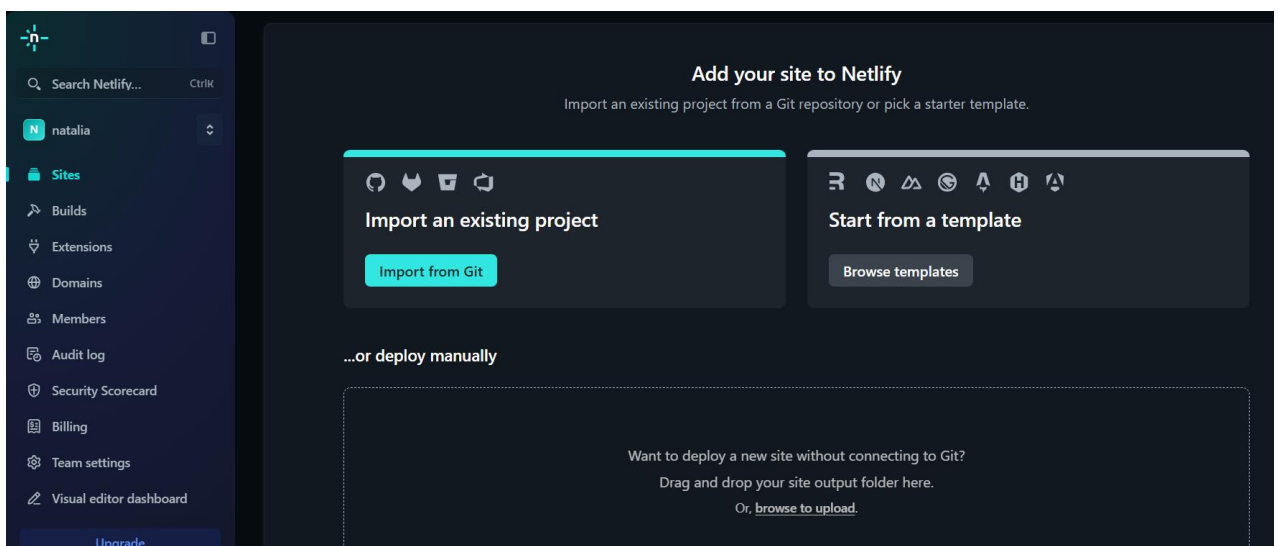 Search Netlify...
CtrlK
N natalia
Sites
Builds
Extensions
Domains
Members
Audit log
Security Scorecard
Billing
Team settings
Visual editor dashboard
Upgrade
Add your site to Netlify
Import an existing project from a Git repository or pick a starter template.
Import an existing project
Import from Git
Start from a template
Browse templates
...or deploy manually
Want to deploy a new site without connecting to Git?
Drag and drop your site output folder here.
Or, browse to upload.